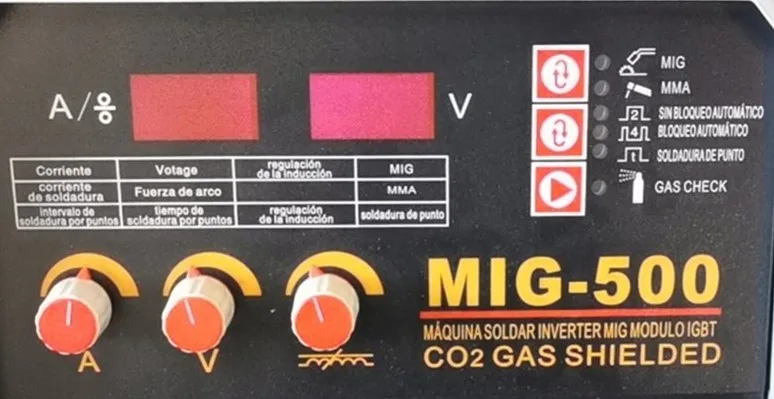 A/%
V
MIG
MMA
2 SIN BLOQUEO AUTOMÁTICO
4 BLOQUEO AUTOMÁTICO
t SOLDADURA DE PUNTO
GAS CHECK
Corriente Votage regulación de la inducción MIG
corriente de soldadura Fuerza de arco MMA
intervalo de soldadura por puntos tiempo de soldadura por puntos regulación de la inducción soldadura de punto
A
V
MIG-500
MÁQUINA SOLDAR INVERTER MIG MODULO IGBT
CO2 GAS SHIELDED